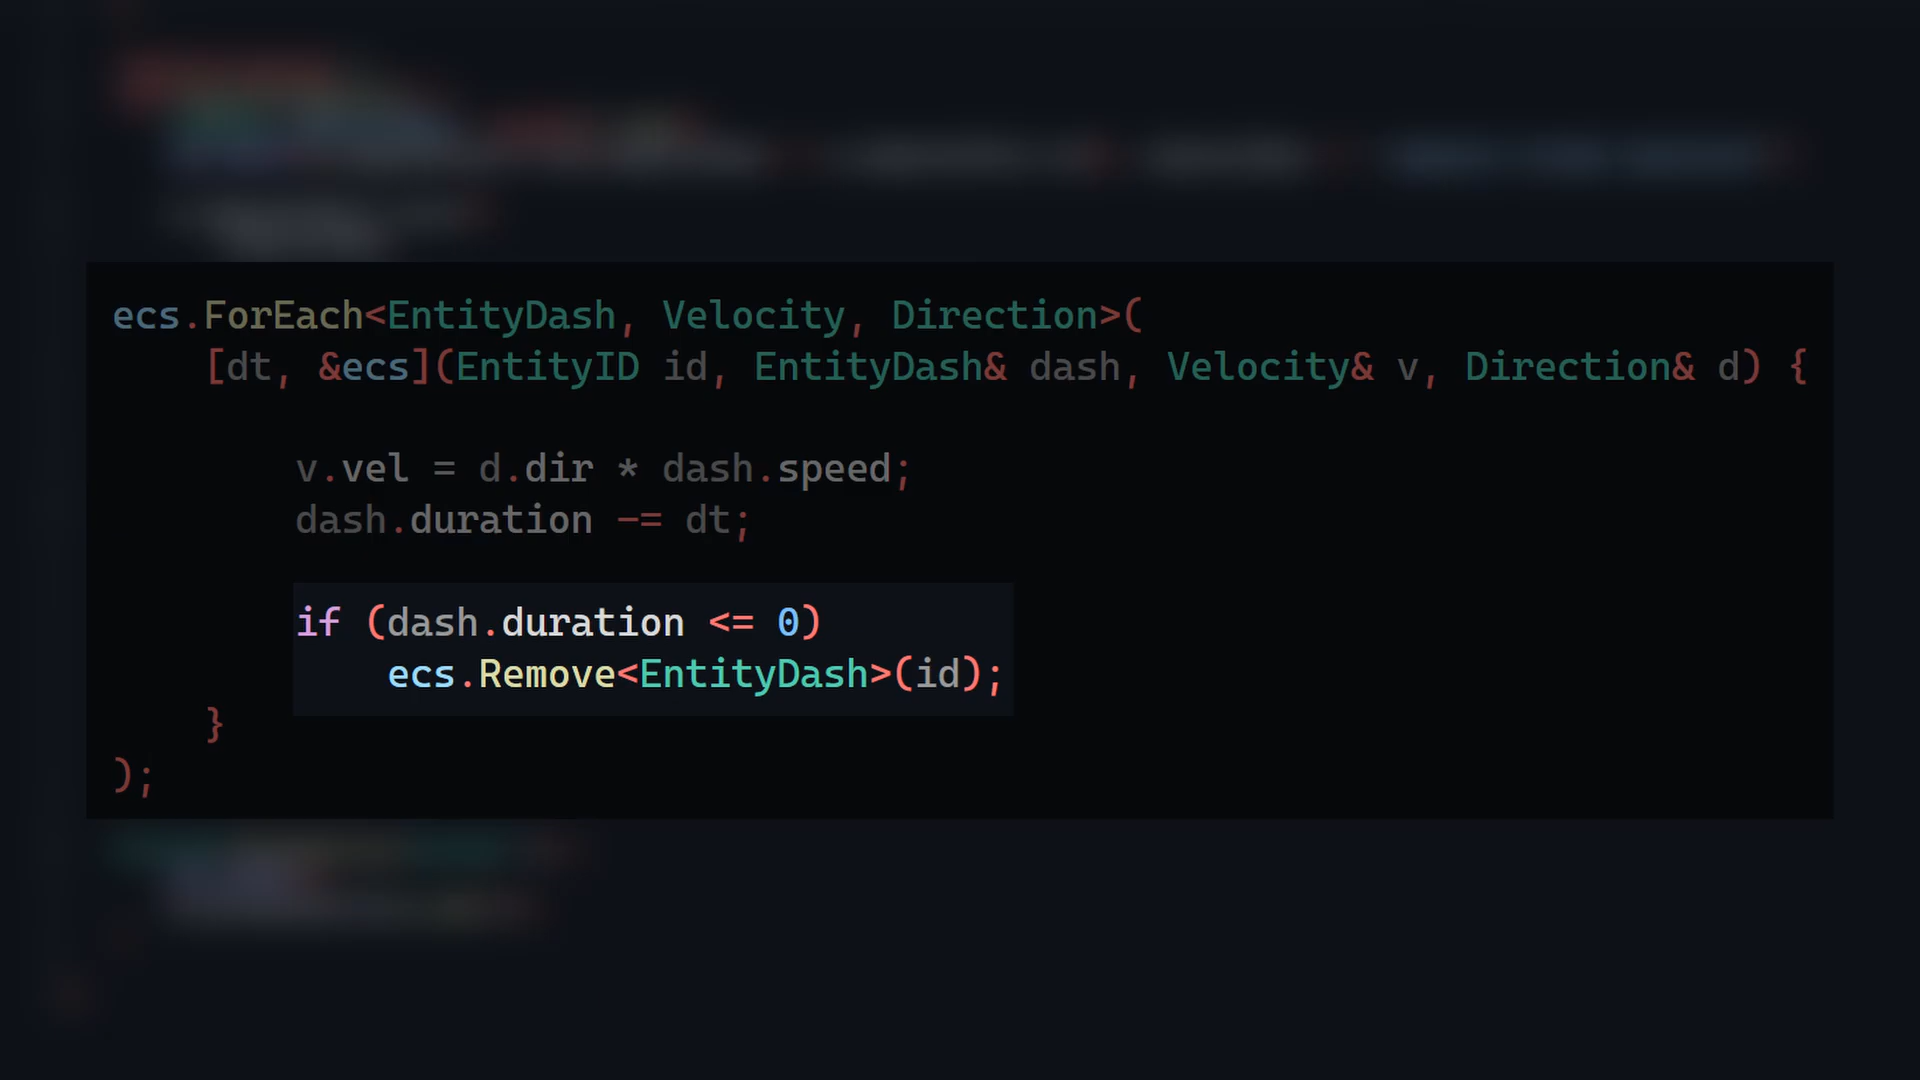 ecs.ForEach<EntityDash, Velocity, Direction>(
[dt, &ecs](EntityID id, EntityDash& dash, Velocity& v, Direction& d) {
v.vel = d.dir * dash.speed;
dash.duration -= dt;
if (dash.duration <= 0)
ecs.Remove<EntityDash>(id);
}
);